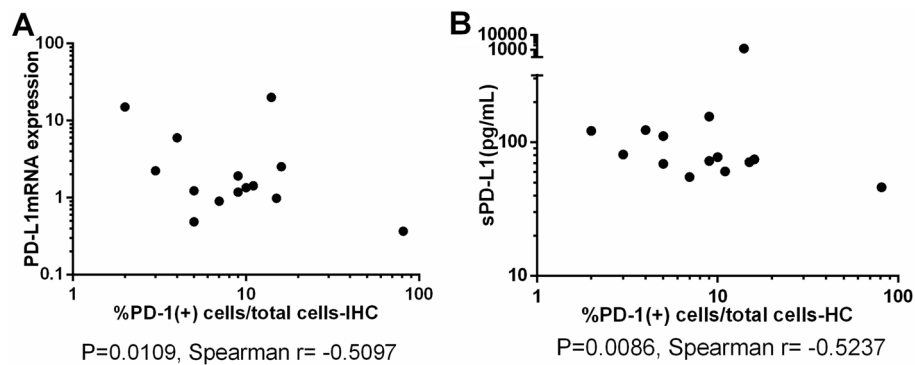 A
PD-L1mRNA expression
100
10
1
0.1
1 10 100
%PD-1(+) cells/total cells-IHC
P=0.0109, Spearman r= -0.5097
B
sPD-L1(pg/mL)
10000
1000
100
10
1 10 100
%PD-1(+) cells/total cells-HC
P=0.0086, Spearman r= -0.5237